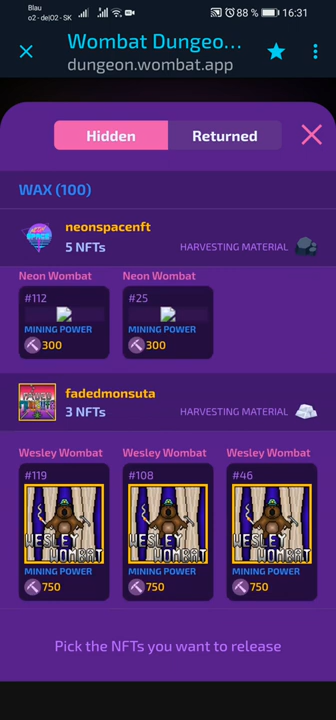 Blau
o2 - de|O2 - SK
88 %
16:31
Wombat Dungeo...
dungeon.wombat.app
Hidden
Returned
WAX (100)
neonspacenft
5 NFTs
HARVESTING MATERIAL
Neon Wombat
Neon Wombat
#112
#25
MINING POWER
MINING POWER
300
300
fadedmonsuta
3 NFTs
HARVESTING MATERIAL
Wesley Wombat
Wesley Wombat
Wesley Wombat
#119
#108
#46
WESLEY
WOMBAT
WESLEY
WOMBAT
WESLEY
WOMBAT
MINING POWER
MINING POWER
MINING POWER
750
750
750
Pick the NFTs you want to release